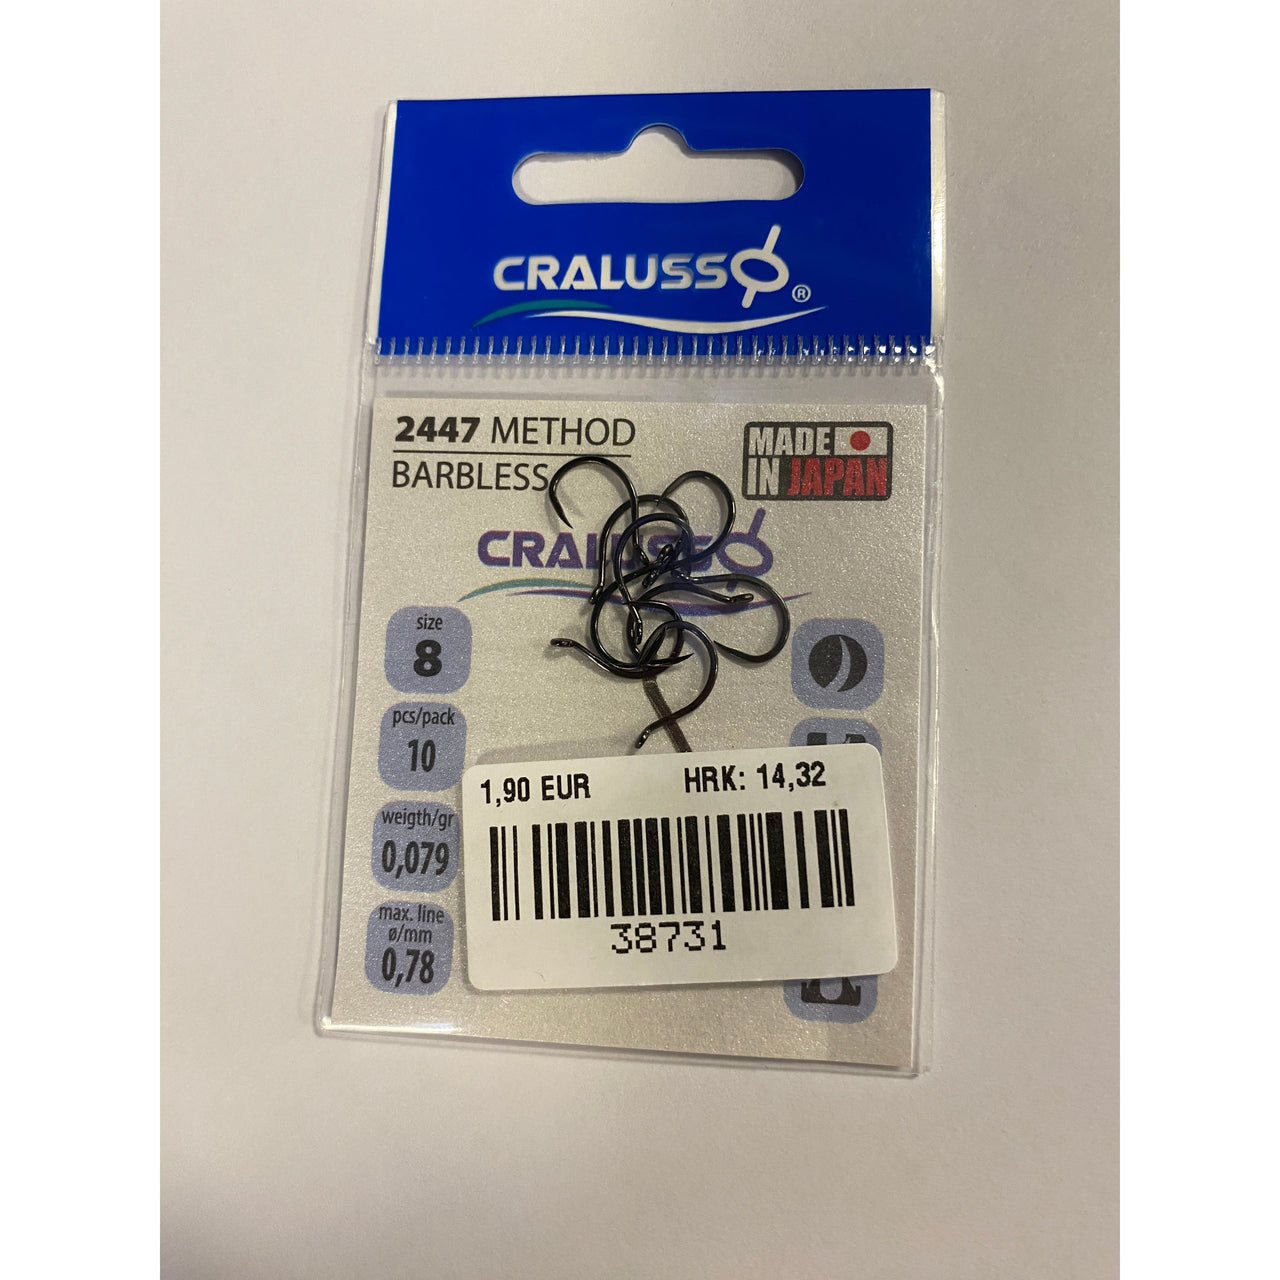 CRALUSSO®
2447 METHOD
BARBLESS
MADE
IN JAPAN
CRALUSSO
size
8
pcs/pack
10
weigth/gr
0,079
max. line
ø/mm
0,78
1,90 EUR HRK: 14,32
38731